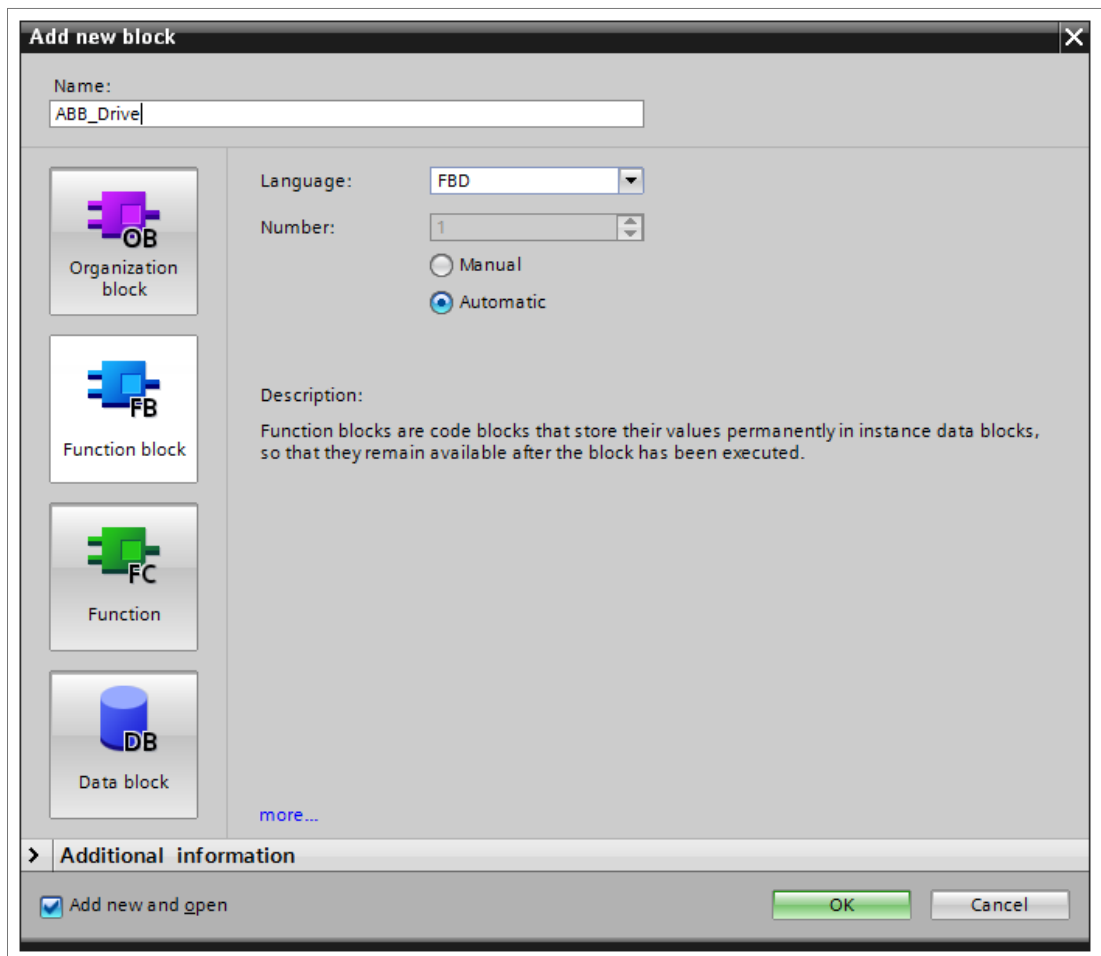 Add new block
Name:
ABB_Drive
OB
Organization
block
FB
Function block
FC
Function
DB
Data block
Language:
FBD
Number:
1
Manual
Automatic
Description:
Function blocks are code blocks that store their values permanently in instance data blocks,
so that they remain available after the block has been executed.
more...
Additional information
Add new and open
OK
Cancel